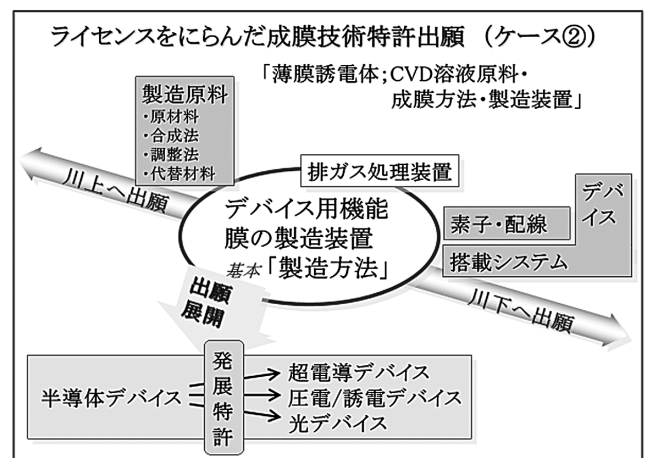 ライセンスをにらんだ成膜技術特許出願 （ケース②）
「薄膜誘電体；CVD溶液原料・
成膜方法・製造装置」
製造原料
・原材料
・合成法
・調整法
・代替材料
川上へ出願
排ガス処理装置
デバイス用機能
膜の製造装置
基本「製造方法」
デバ
イス
素子・配線
搭載システム
川下へ出願
出願
展開
発展特許
半導体デバイス
超電導デバイス
圧電/誘電デバイス
光デバイス